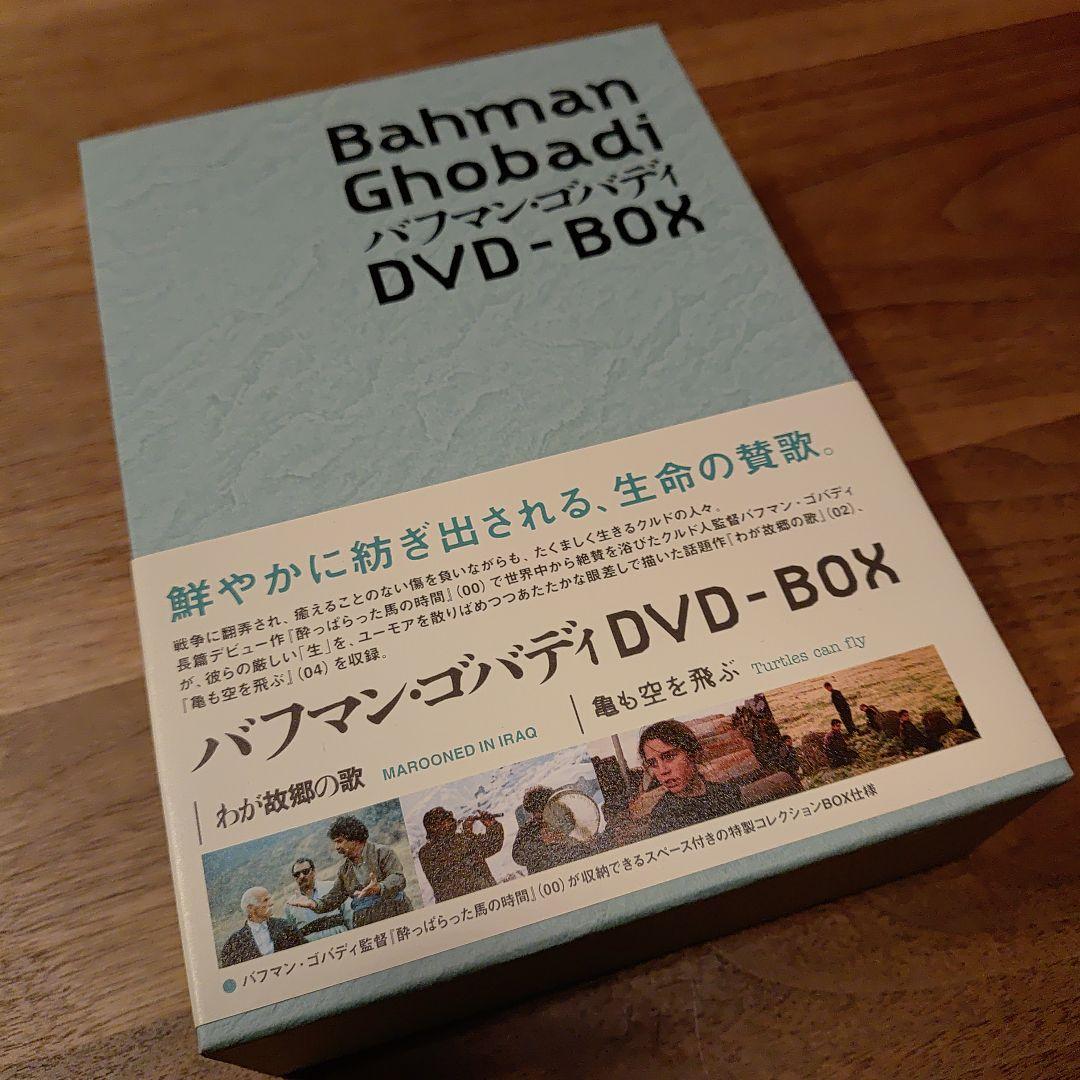 Bahman
Ghobadi
バフマン・ゴバディ
DVD-BOX
鮮やかに紡ぎ出される、生命の賛歌。
戦争に翻弄され、癒えることのない傷を負いながらも、たくましく生きるクルドの人々。
長篇デビュー作『酔っぱらった馬の時間』(00)で世界中から絶賛を浴びたクルド人監督バフマン・ゴバディ
が、彼らの厳しい「生」を、ユーモアを散りばめつつあたたかな眼差しで描いた話題作『わが故郷の歌』(02)、
『亀も空を飛ぶ』(04)を収録。
バフマン・ゴバディDVD-BOX
わが故郷の歌 MAROONED IN IRAQ
亀も空を飛ぶ Turtles can fly
●バフマン・ゴバディ監督『酔っぱらった馬の時間』(00)が収納できるスペース付きの特製コレクションBOX仕様